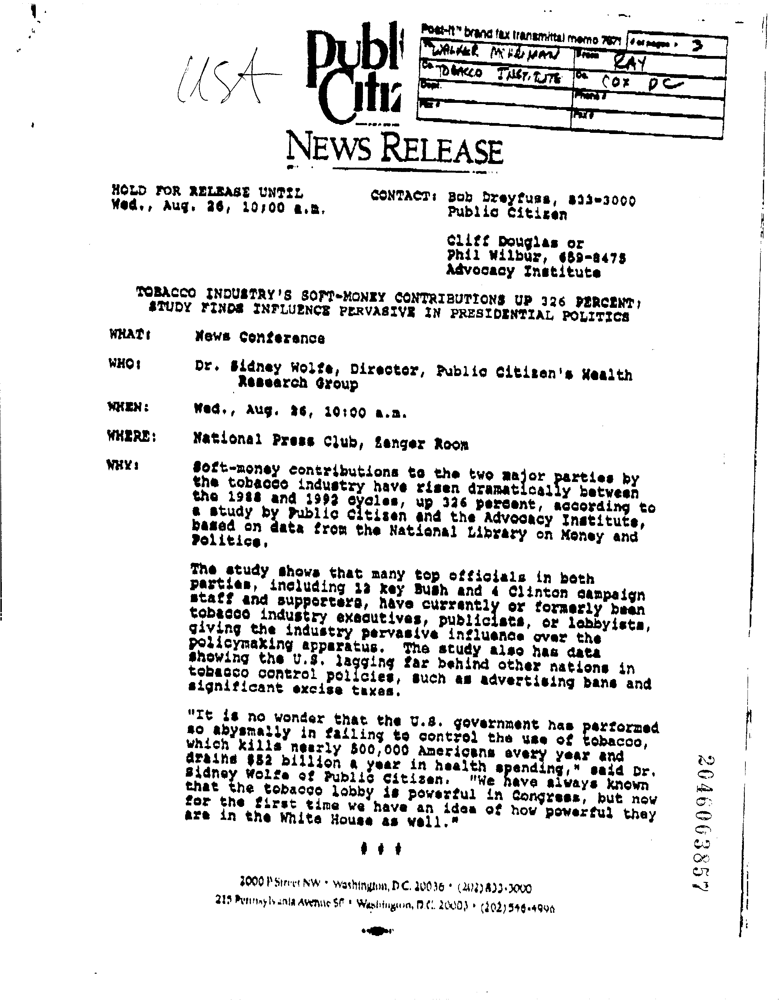 USA
Publi
Citiz
Post-It™ brand fax transmittal memo 7671 # of pages › 3
To WALKER MERRYMAN From RAY
Co. TOBACCO INSTITUTE Co. COX DC
Dept. Phone #
Fax # Fax #
NEWS RELEASE
HOLD FOR RELEASE UNTIL
Wed., Aug. 26, 10:00 a.m.
CONTACT: Bob Dreyfuss, 833-3000
Public Citizen
Cliff Douglas or
Phil Wilbur, 659-8475
Advocacy Institute
TOBACCO INDUSTRY'S SOFT-MONEY CONTRIBUTIONS UP 326 PERCENT;
STUDY FINDS INFLUENCE PERVASIVE IN PRESIDENTIAL POLITICS
WHAT: News Conference
WHO: Dr. Sidney Wolfe, Director, Public Citizen's Health
Research Group
WHEN: Wed., Aug. 26, 10:00 a.m.
WHERE: National Press Club, Zenger Room
WHY: Soft-money contributions to the two major parties by
the tobacco industry have risen dramatically between
the 1988 and 1992 cycles, up 326 percent, according to
a study by Public Citizen and the Advocacy Institute,
based on data from the National Library on Money and
Politics.
The study shows that many top officials in both
parties, including 12 key Bush and 4 Clinton campaign
staff and supporters, have currently or formerly been
tobacco industry executives, publicists, or lobbyists,
giving the industry pervasive influence over the
policymaking apparatus. The study also has data
showing the U.S. lagging far behind other nations in
tobacco control policies, such as advertising bans and
significant excise taxes.
"It is no wonder that the U.S. government has performed
so abysmally in failing to control the use of tobacco,
which kills nearly 500,000 Americans every year and
drains $52 billion a year in health spending," said Dr.
Sidney Wolfe of Public Citizen. "We have always known
that the tobacco lobby is powerful in Congress, but now
for the first time we have an idea of how powerful they
are in the White House as well."
# # #
2000 P Street NW • Washington, D.C. 20036 • (202) 833-3000
215 Pennsylvania Avenue SE • Washington, D.C. 20003 • (202) 546-4996
2046063857